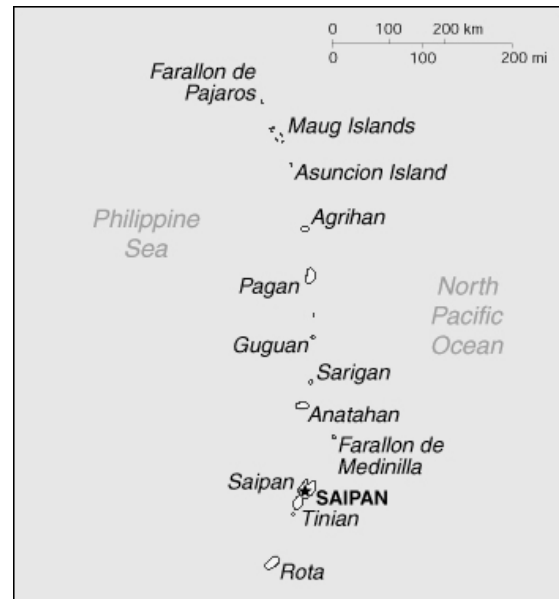 0 100 200 km
0 100 200 mi
Farallon de
Pajaros
Maug Islands
Asuncion Island
Agrihan
Philippine
Sea
Pagan
North
Pacific
Ocean
Guguan
Sarigan
Anatahan
Farallon de
Medinilla
Saipan
SAIPAN
Tinian
Rota